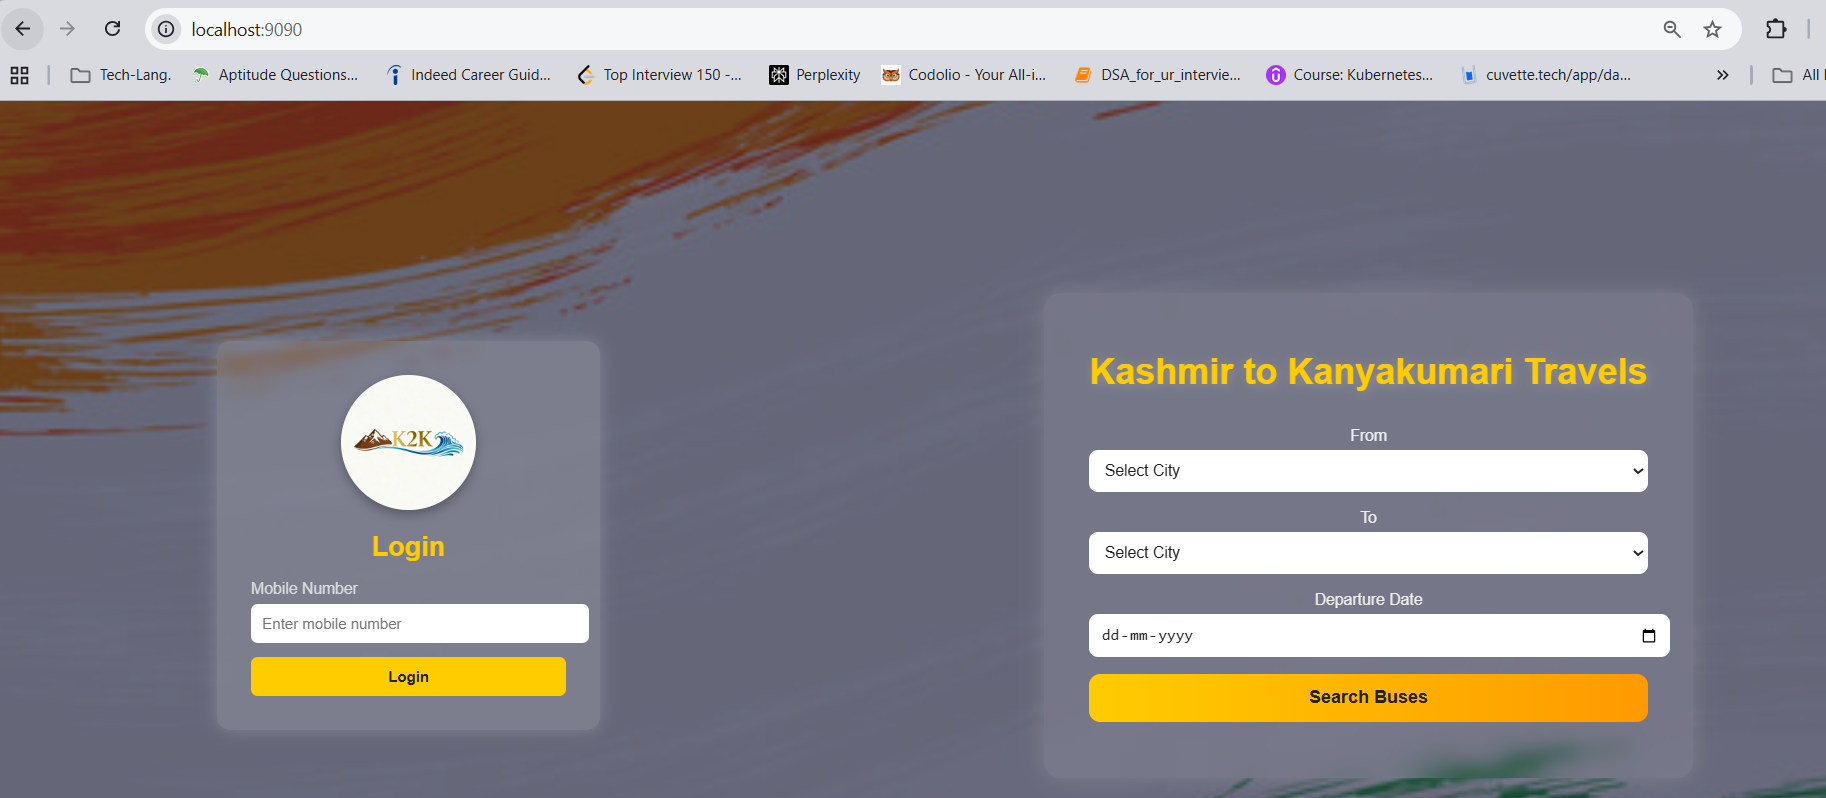 localhost:9090
Tech-Lang.
Aptitude Questions...
Indeed Career Guid...
Top Interview 150 -...
Perplexity
Codolio - Your All-i...
DSA_for_ur_intervie...
Course: Kubernetes...
cuvette.tech/app/da...
»
All
K2K
Login
Mobile Number
Enter mobile number
Login
Kashmir to Kanyakumari Travels
From
Select City
To
Select City
Departure Date
dd-mm-yyyy
Search Buses